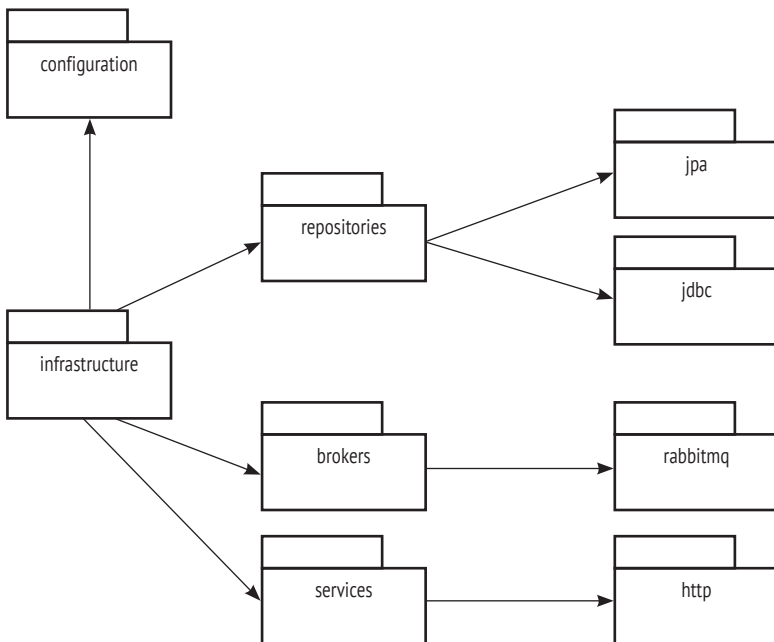 configuration
jpa
repositories
jdbc
infrastructure
brokers
rabbitmq
services
http